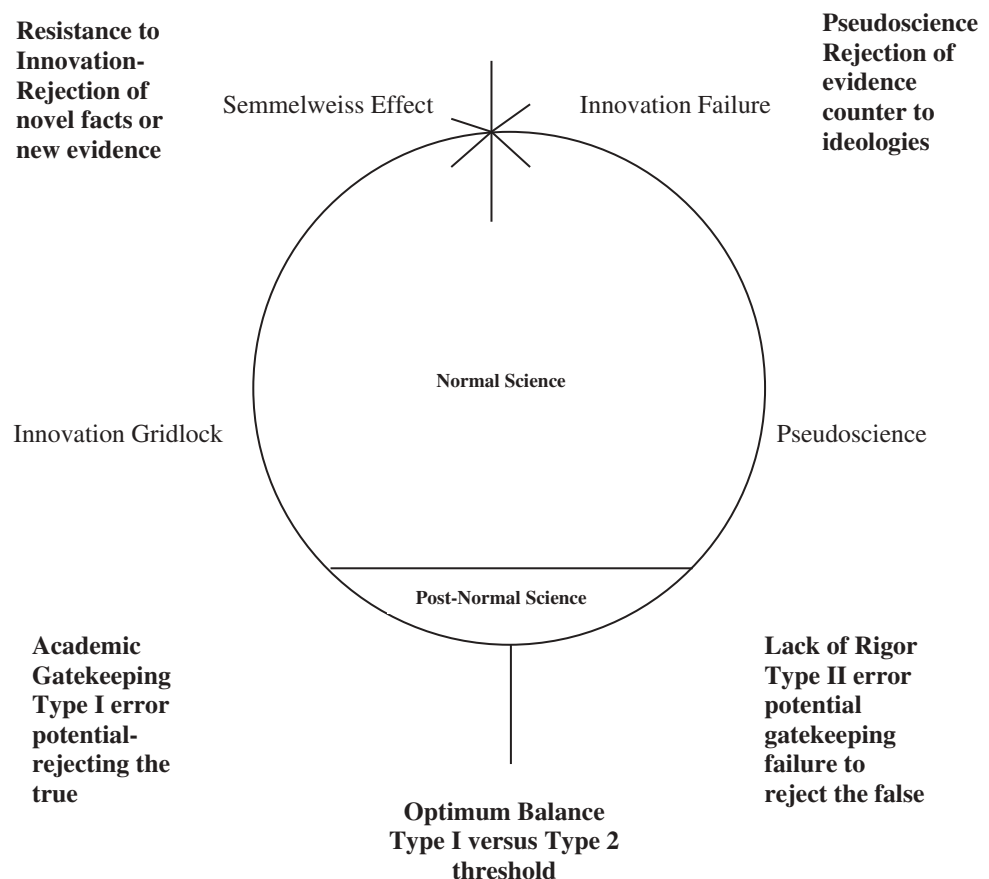 Resistance to
Innovation-
Rejection of
novel facts or
new evidence
Semmelweiss Effect
Innovation Failure
Pseudoscience
Rejection of
evidence
counter to
ideologies
Normal Science
Innovation Gridlock
Pseudoscience
Post-Normal Science
Academic
Gatekeeping
Type I error
potential-
rejecting the
true
Lack of Rigor
Type II error
potential
gatekeeping
failure to
reject the false
Optimum Balance
Type I versus Type 2
threshold